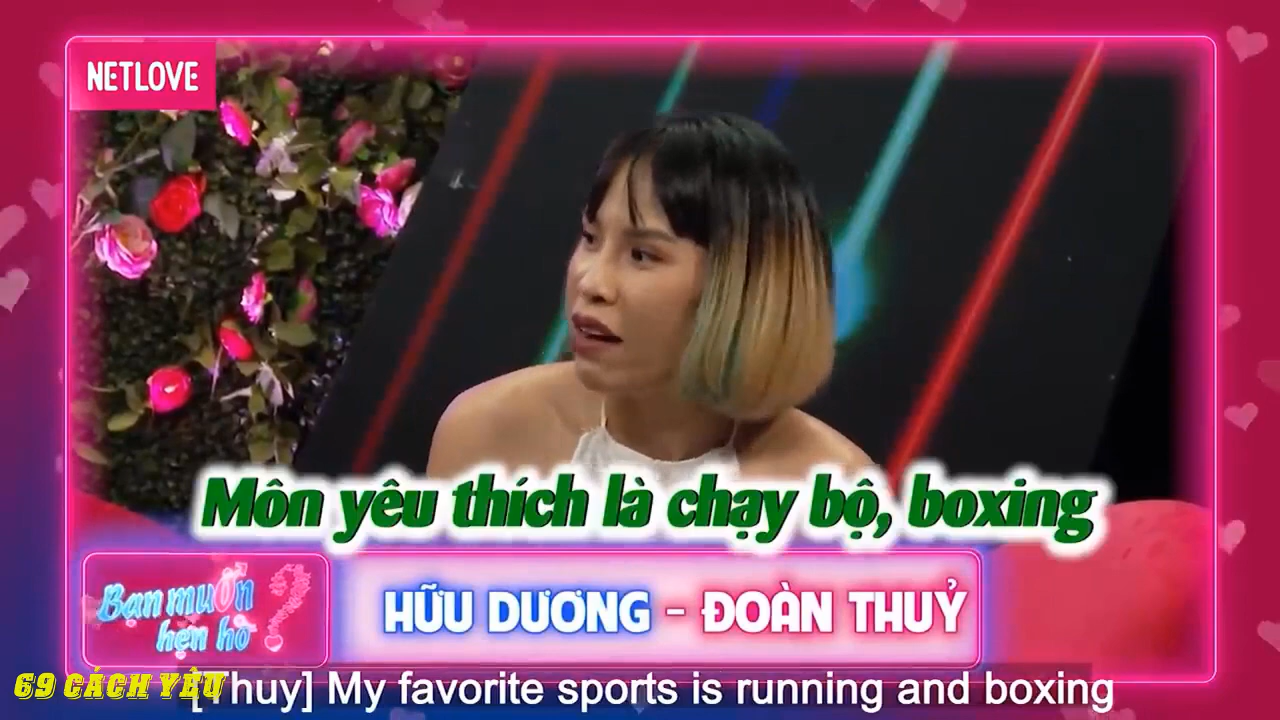 NETLOVE
Môn yêu thích là chạy bộ, boxing
Bạn muốn
hẹn hò ?
HỮU DƯƠNG - ĐOÀN THUỶ
69 CÁCH YÊU
[Thuy] My favorite sports is running and boxing